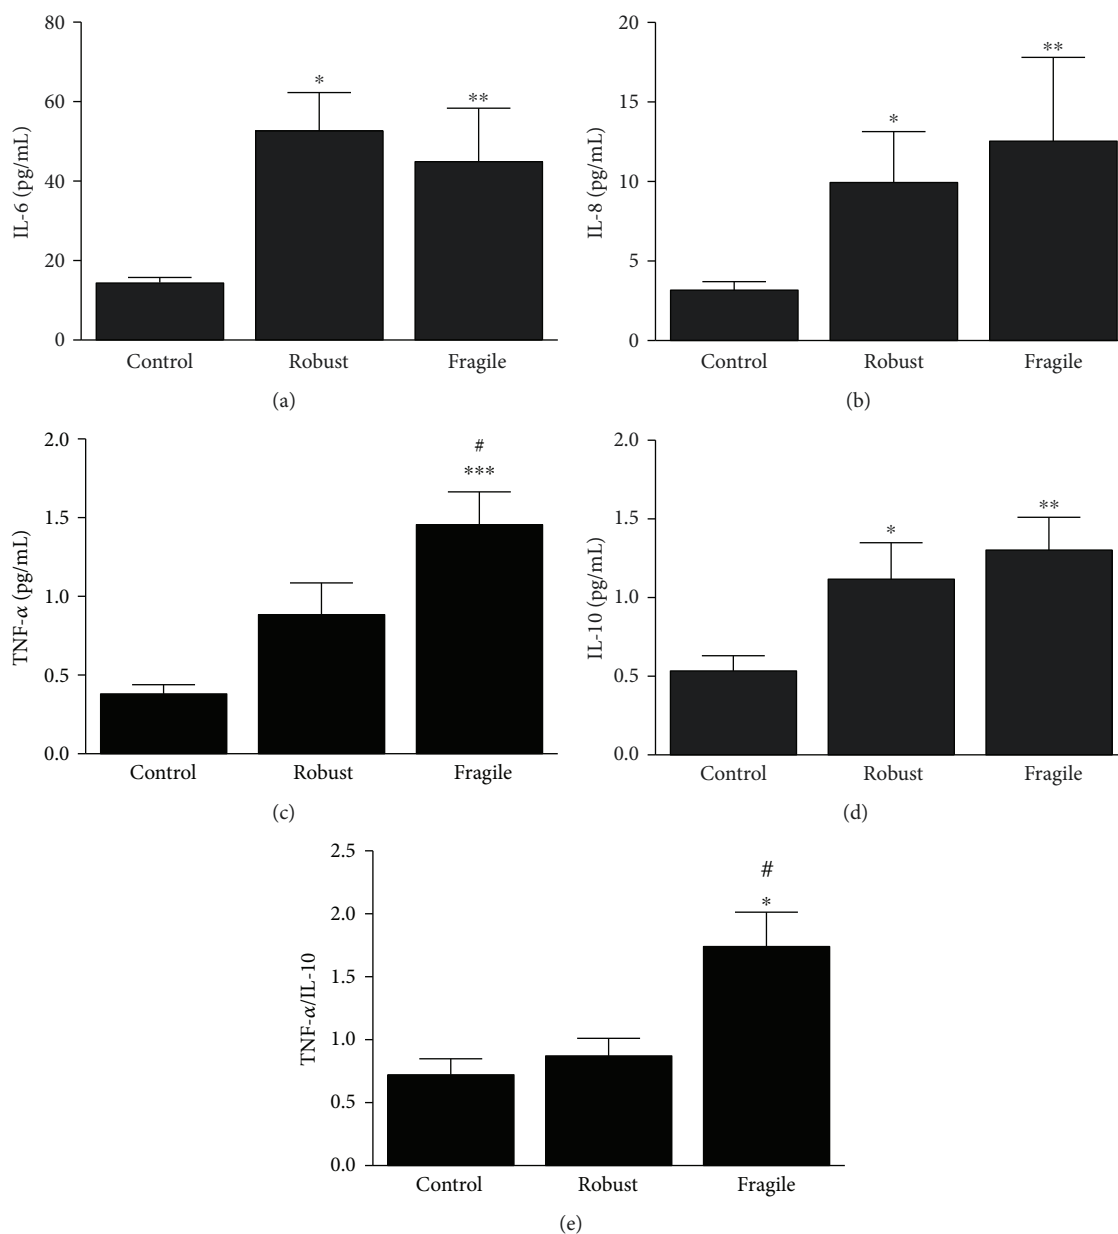 80
60
40
20
0
IL-6 (pg/mL)
*
**
Control Robust Fragile
(a)
20
15
10
5
0
IL-8 (pg/mL)
*
**
Control Robust Fragile
(b)
2.0
1.5
1.0
0.5
0.0
TNF-α (pg/mL)
#
***
Control Robust Fragile
(c)
2.0
1.5
1.0
0.5
0.0
IL-10 (pg/mL)
*
**
Control Robust Fragile
(d)
2.5
2.0
1.5
1.0
0.5
0.0
TNF-α/IL-10
#
*
Control Robust Fragile
(e)